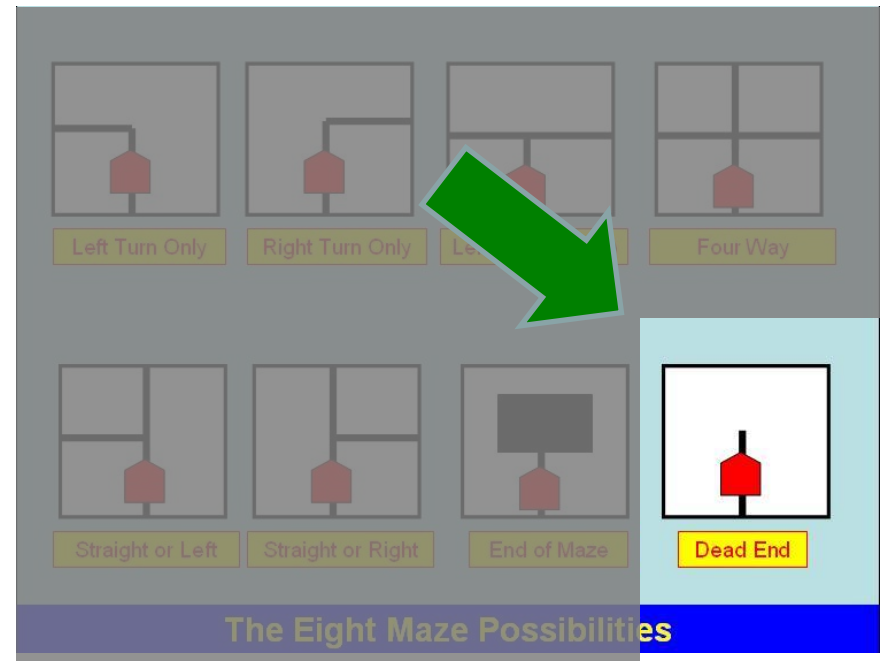 Left Turn Only
Right Turn Only
Four Way
Straight or Left
Straight or Right
End of Maze
Dead End
The Eight Maze Possibilities